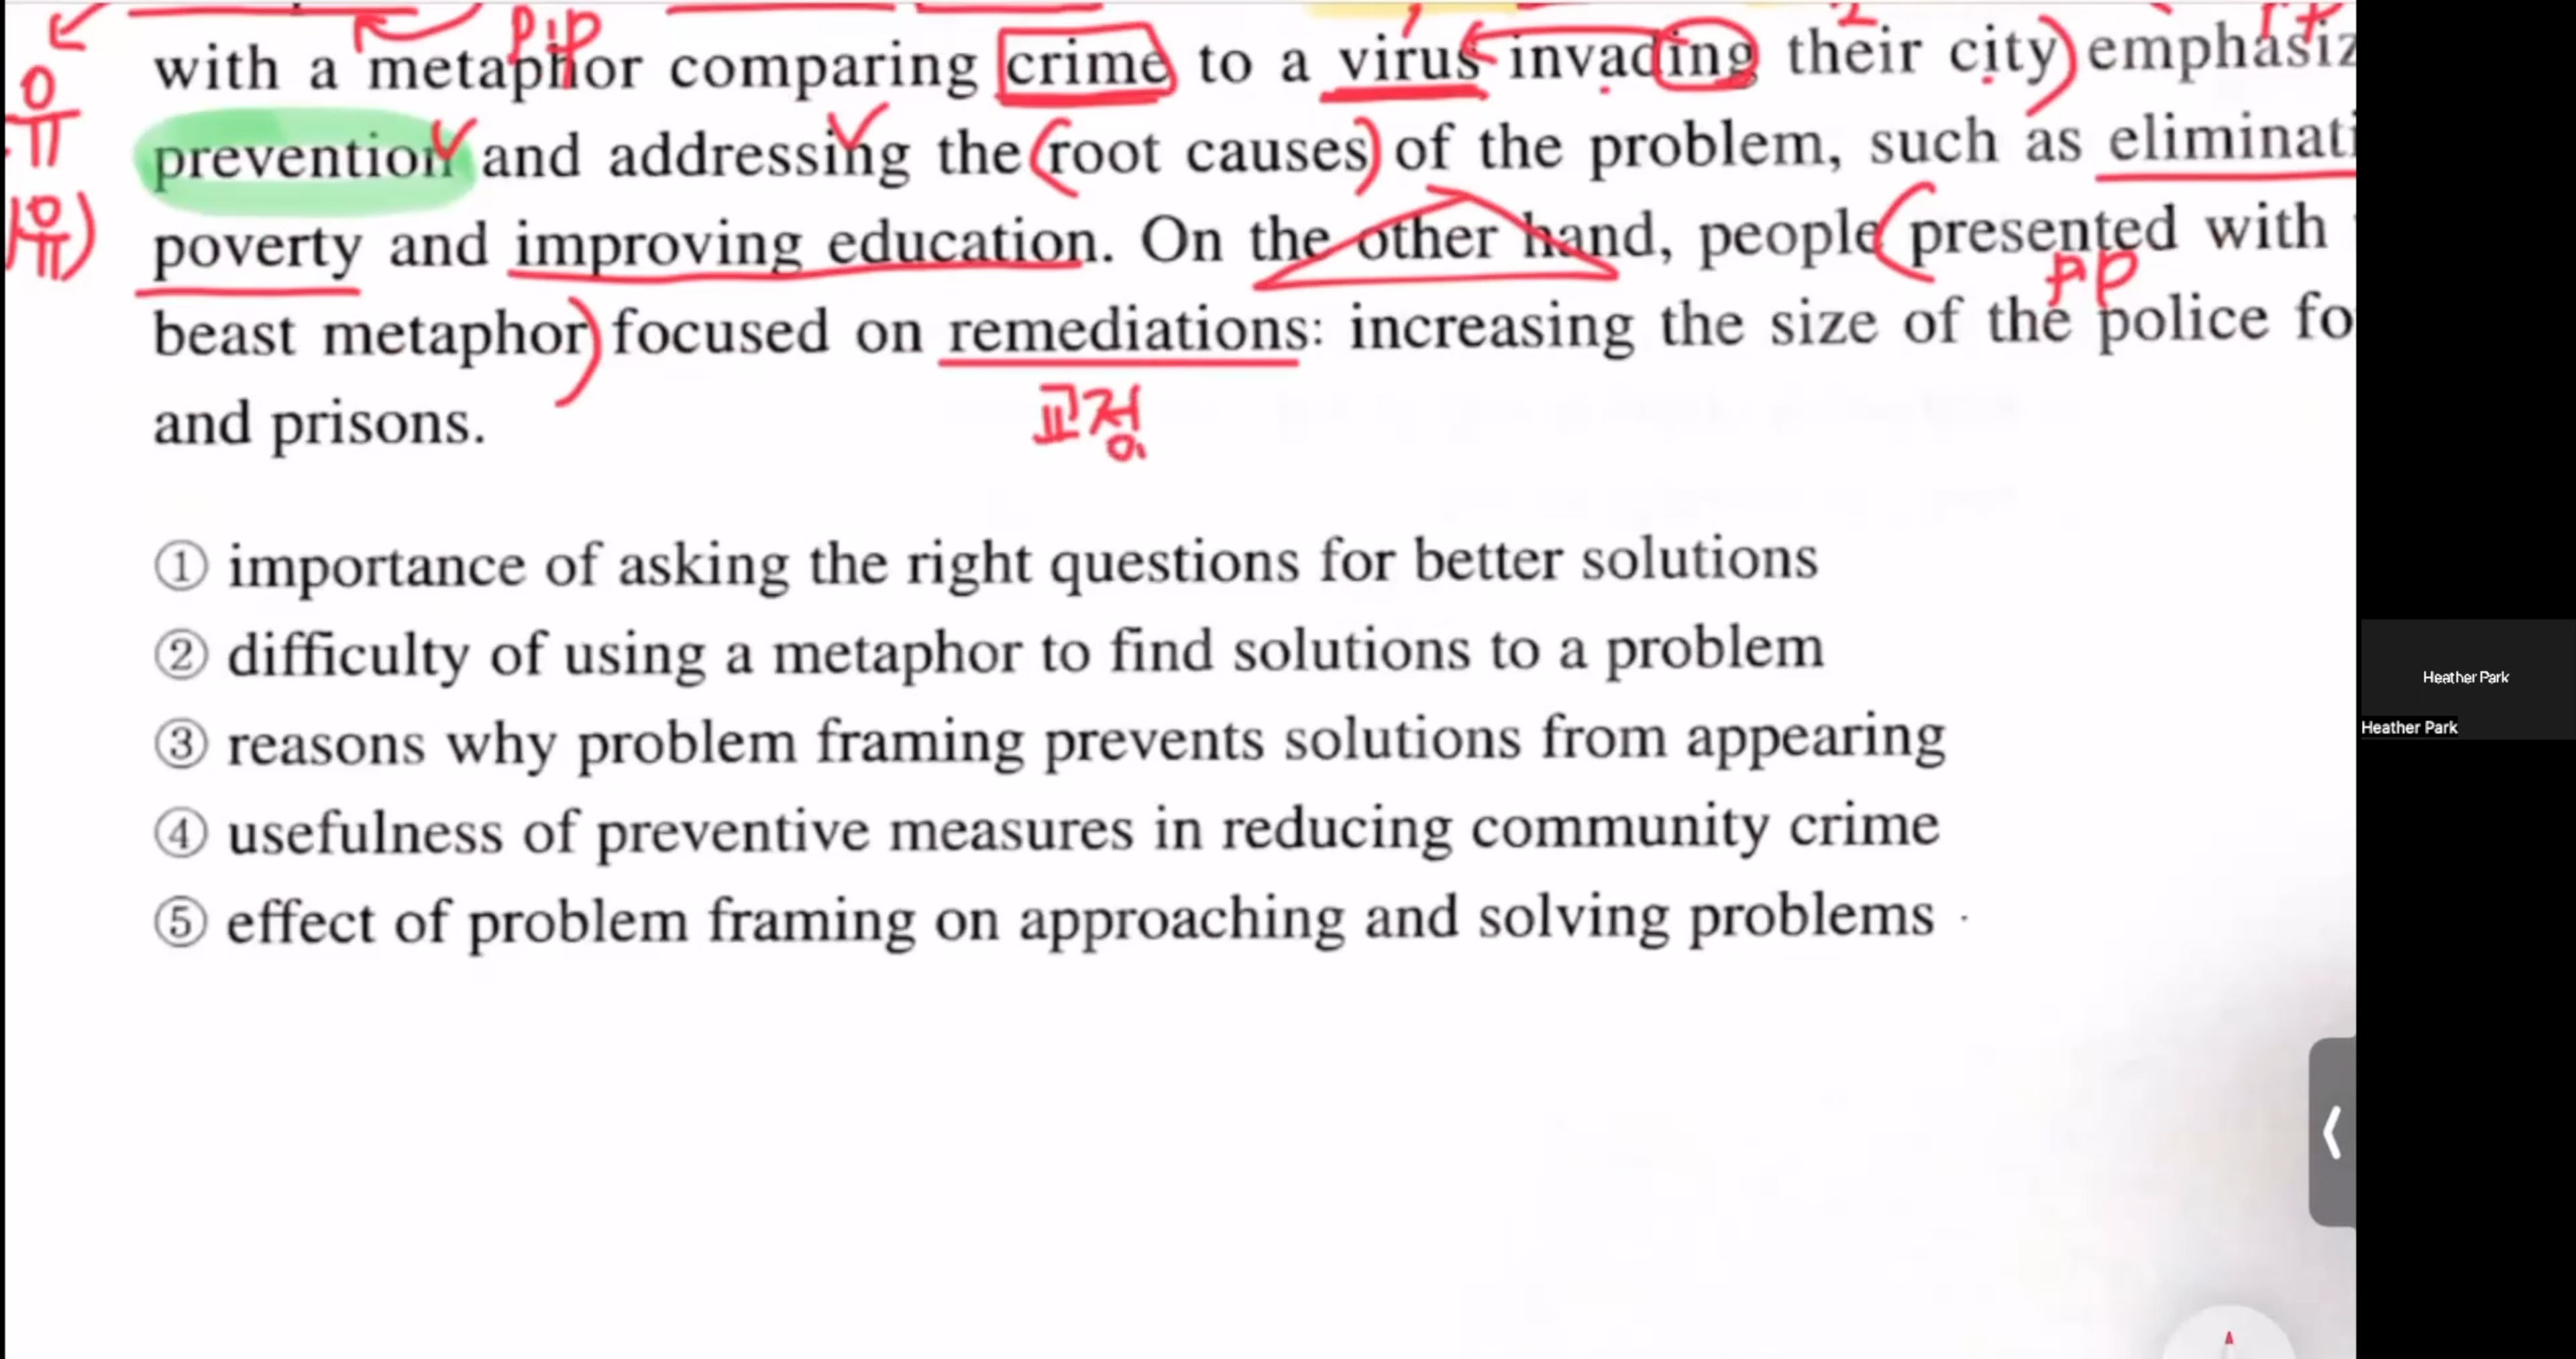 with a metaphor comparing crime to a virus invading their city) emphasiz
prevention and addressing the (root causes) of the problem, such as eliminati
poverty and improving education. On the other hand, people (presented with
beast metaphor) focused on remediations: increasing the size of the police fo
and prisons.
p.p
pp
교정
① importance of asking the right questions for better solutions
② difficulty of using a metaphor to find solutions to a problem
③ reasons why problem framing prevents solutions from appearing
④ usefulness of preventive measures in reducing community crime
⑤ effect of problem framing on approaching and solving problems
Heather Park
Heather Park